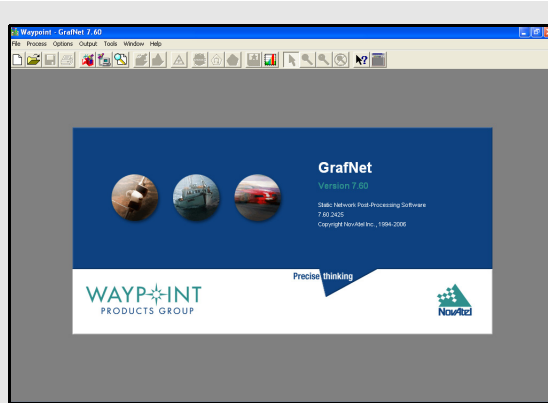 Waypoint - GrafNet 7.60
File Process Options Output Tools Window Help
GrafNet
Version 7.60
Static Network Post-Processing Software
7.60.2425
Copyright NovAtel Inc., 1994-2006
Precise thinking
WAYPOINT
PRODUCTS GROUP
NovAtel